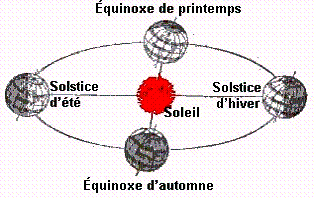 Équinoxe de printemps
Solstice
d'été
Solstice
d'hiver
Soleil
Équinoxe d'automne